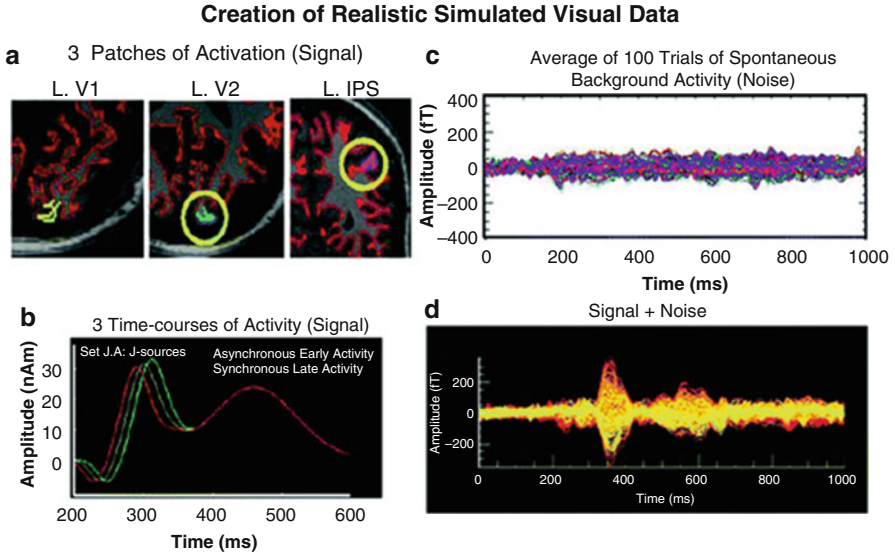 Creation of Realistic Simulated Visual Data
a
3 Patches of Activation (Signal)
L. V1
L. V2
L. IPS
b
3 Time-courses of Activity (Signal)
Set J.A: J-sources
Asynchronous Early Activity
Synchronous Late Activity
Amplitude (nAm)
30
20
10
0
200
300
400
500
600
Time (ms)
c
Average of 100 Trials of Spontaneous
Background Activity (Noise)
Amplitude (fT)
400
200
0
−200
−400
0
200
400
600
800
1000
Time (ms)
d
Signal + Noise
Amplitude (fT)
200
0
−200
0
200
400
600
800
1000
Time (ms)